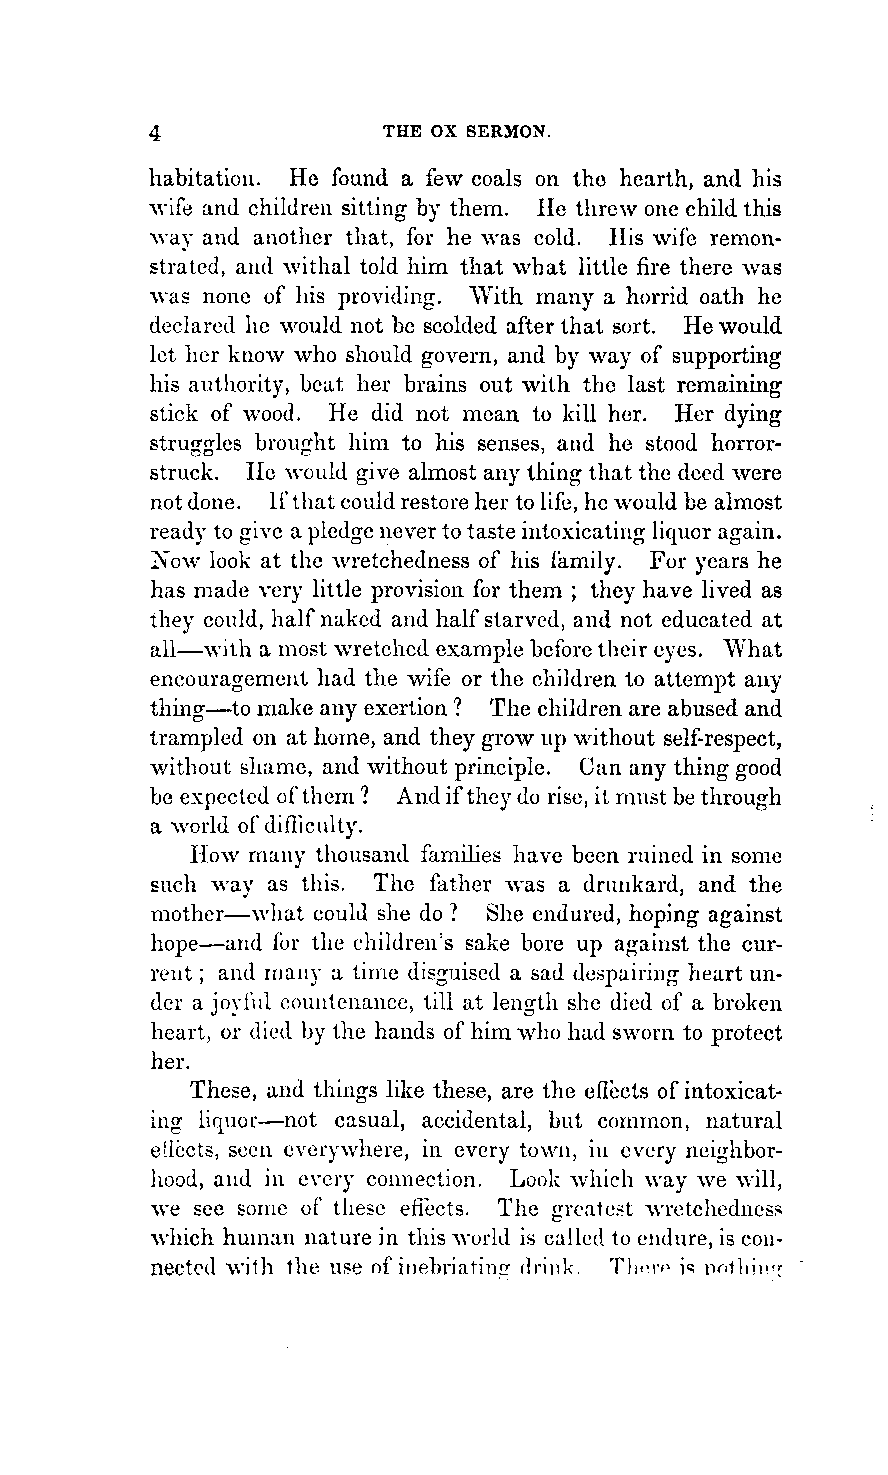 4 THE OX SERMON.
habitation. He found a few coals on the hearth, and his
wife and children sitting by them. He threw one child this
way and another that, for he was cold. His wife remon-
strated, and withal told him that what little fire there was
was none of his providing. With many a horrid oath he
declared he would not be scolded after that sort. He would
let her know who should govern, and by way of supporting
his authority, beat her brains out with the last remaining
stick of wood. He did not mean to kill her. Her dying
struggles brought him to his senses, and he stood horror-
struck. He would give almost any thing that the deed were
not done. If that could restore her to life, he would be almost
ready to give a pledge never to taste intoxicating liquor again.
Now look at the wretchedness of his family. For years he
has made very little provision for them ; they have lived as
they could, half naked and half starved, and not educated at
all—with a most wretched example before their eyes. What
encouragement had the wife or the children to attempt any
thing—to make any exertion ? The children are abused and
trampled on at home, and they grow up without self-respect,
without shame, and without principle. Can any thing good
be expected of them ? And if they do rise, it must be through
a world of difficulty.
How many thousand families have been ruined in some
such way as this. The father was a drunkard, and the
mother—what could she do ? She endured, hoping against
hope—and for the children's sake bore up against the cur-
rent ; and many a time disguised a sad despairing heart un-
der a joyful countenance, till at length she died of a broken
heart, or died by the hands of him who had sworn to protect
her.
These, and things like these, are the effects of intoxicat-
ing liquor—not casual, accidental, but common, natural
effects, seen everywhere, in every town, in every neighbor-
hood, and in every connection. Look which way we will,
we see some of these effects. The greatest wretchedness
which human nature in this world is called to endure, is con-
nected with the use of inebriating drink. There is nothing